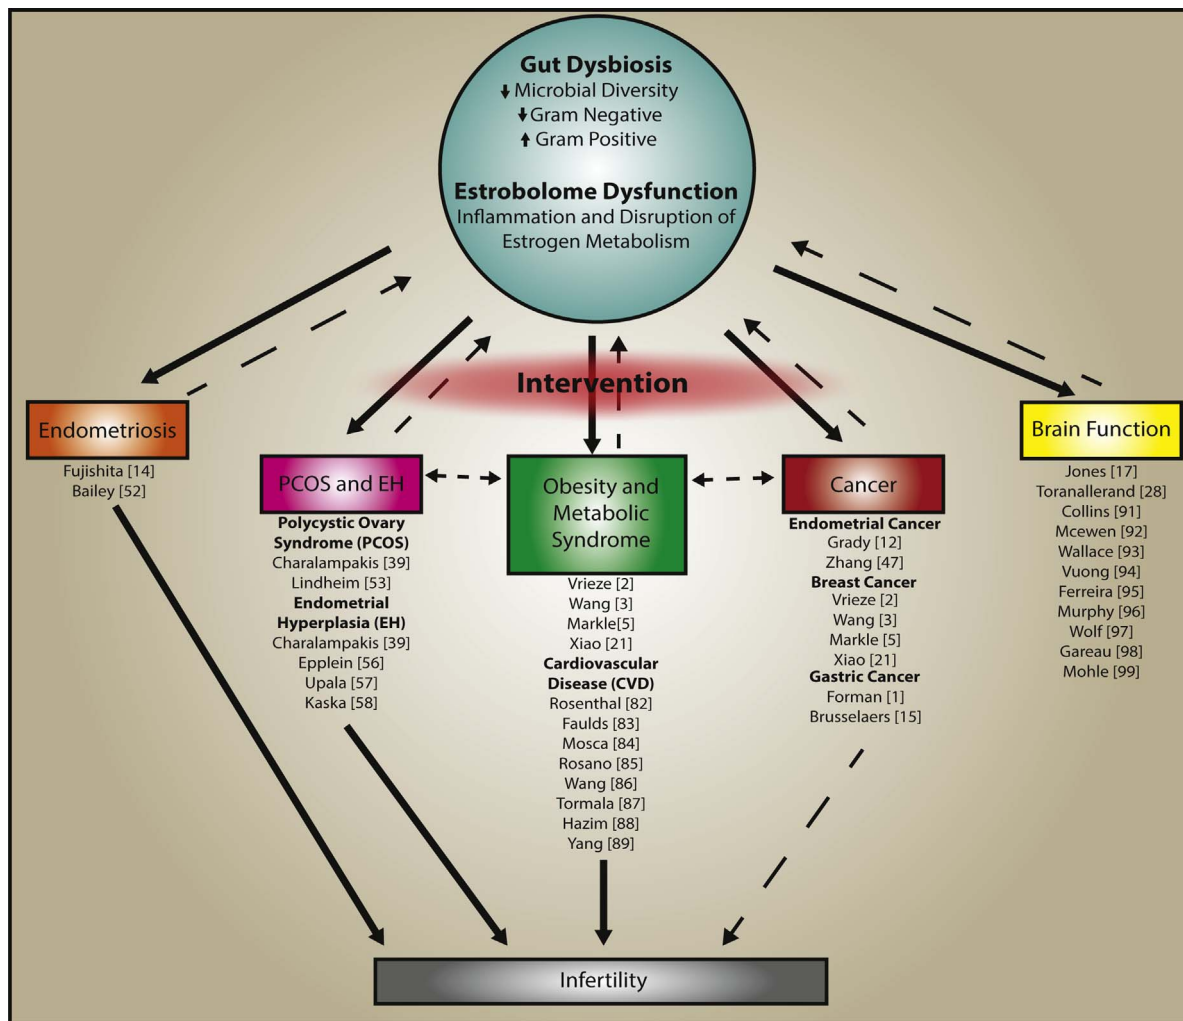 Gut Dysbiosis
Microbial Diversity
Gram Negative
Gram Positive
Estrobolome Dysfunction
Inflammation and Disruption of
Estrogen Metabolism
Intervention
Endometriosis
Fujishita [14]
Bailey [52]
PCOS and EH
Polycystic Ovary
Syndrome (PCOS)
Charalampakis [39]
Lindheim [53]
Endometrial
Hyperplasia (EH)
Charalampakis [39]
Epplein [56]
Upala [57]
Kaska [58]
Obesity and
Metabolic
Syndrome
Vrieze [2]
Wang [3]
Markle[5]
Xiao [21]
Cardiovascular
Disease (CVD)
Rosenthal [82]
Faulds [83]
Mosca [84]
Rosano [85]
Wang [86]
Tormala [87]
Hazim [88]
Yang [89]
Cancer
Endometrial Cancer
Grady [12]
Zhang [47]
Breast Cancer
Vrieze [2]
Wang [3]
Markle [5]
Xiao [21]
Gastric Cancer
Forman [1]
Brusselaers [15]
Brain Function
Jones [17]
Toranallerand [28]
Collins [91]
Mcewen [92]
Wallace [93]
Vuong [94]
Ferreira [95]
Murphy [96]
Wolf [97]
Gareau [98]
Mohle [99]
Infertility